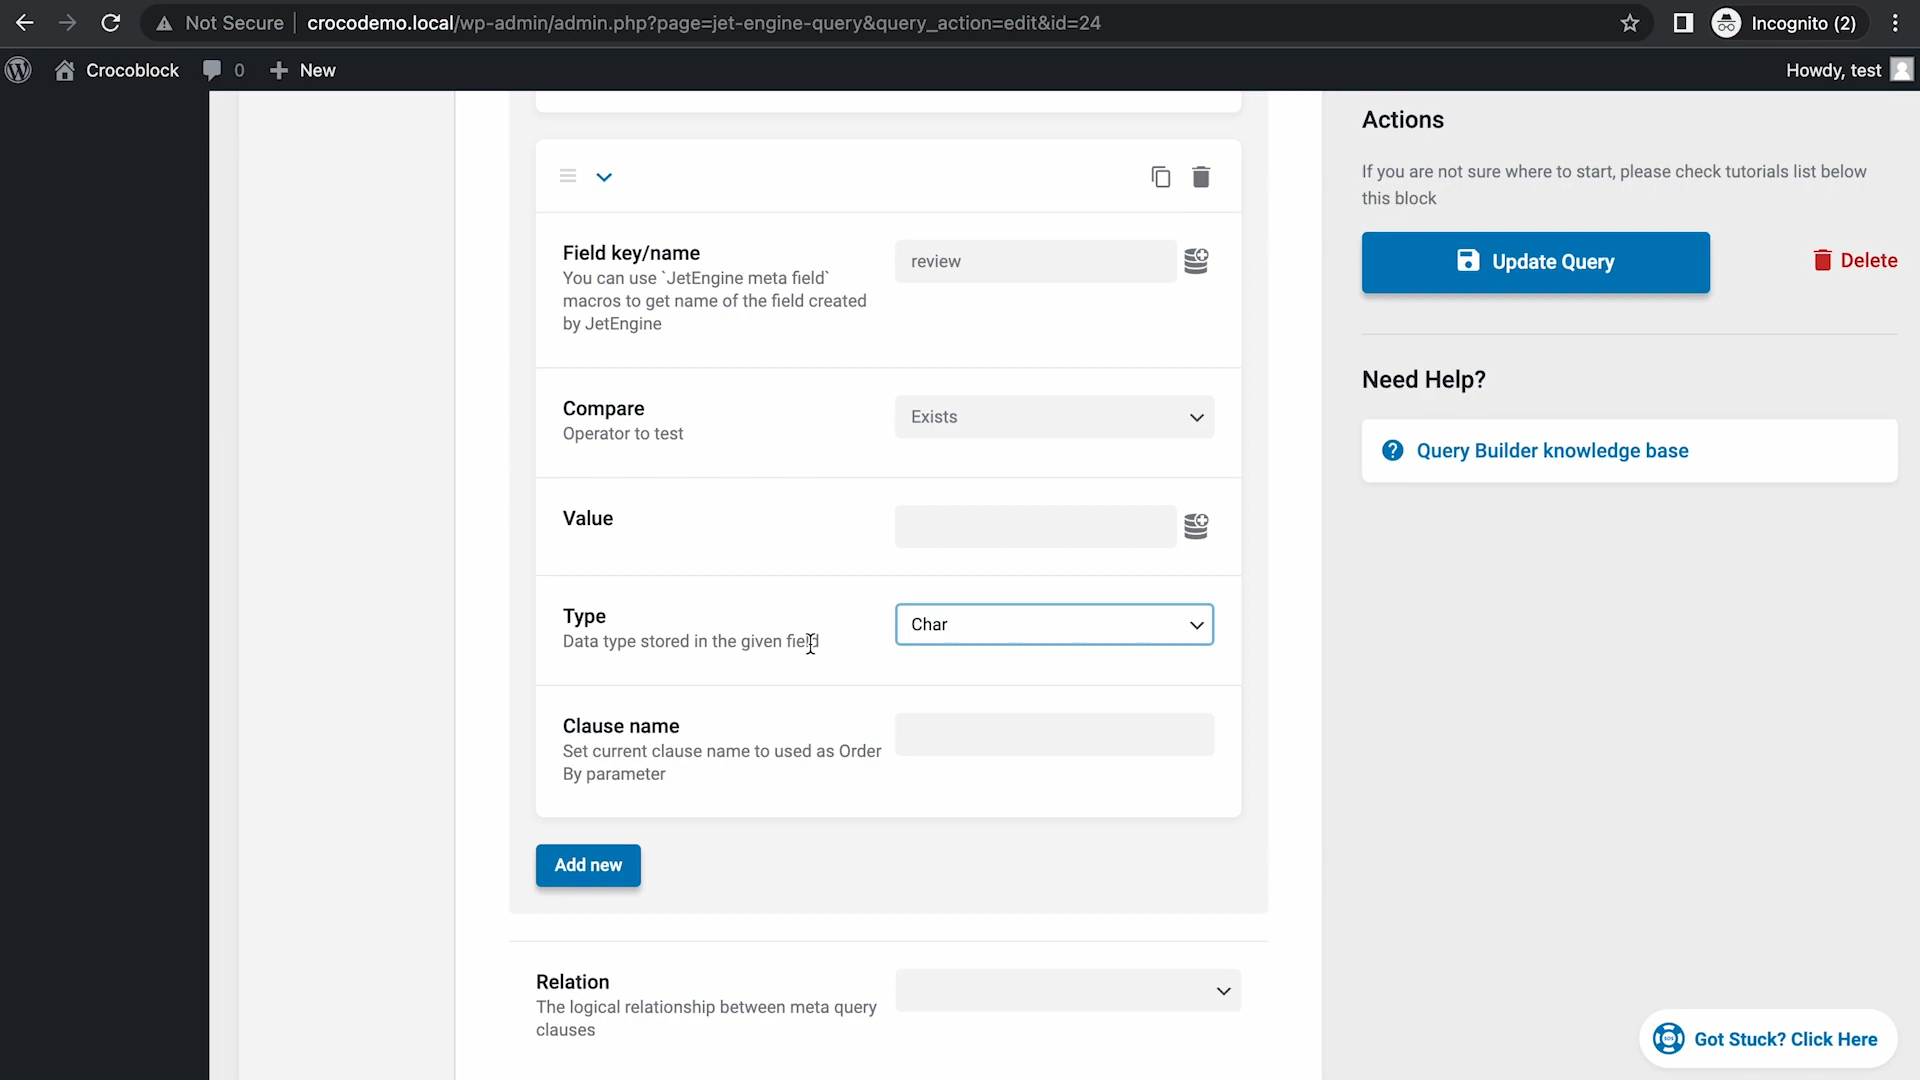 Not Secure crocodemo.local/wp-admin/admin.php?page=jet-engine-query&query_action=edit&id=24 Incognito (2)
Crocoblock 0 New Howdy, test
Actions
If you are not sure where to start, please check tutorials list below
this block
Update Query Delete
Need Help?
Query Builder knowledge base
Field key/name
You can use `JetEngine meta field`
macros to get name of the field created
by JetEngine
review
Compare
Operator to test
Exists
Value
Type
Data type stored in the given field
Char
Clause name
Set current clause name to used as Order
By parameter
Add new
Relation
The logical relationship between meta query
clauses
Got Stuck? Click Here